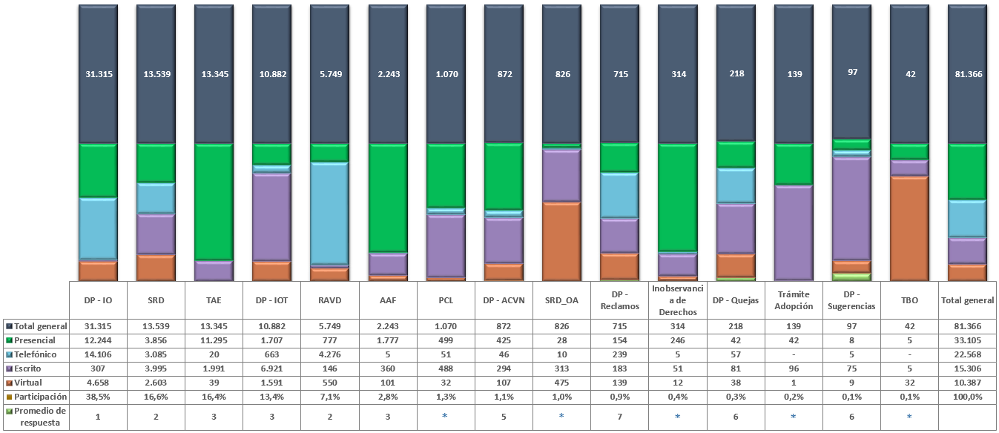 31.315 13.539 13.345 10.882 5.749 2.243 1.070 872 826 715 314 218 139 97 42 81.366
DP - IO SRD TAE DP - IOT RAVD AAF PCL DP - ACVN SRD_OA DP - Reclamos Inobservancia de Derechos DP - Quejas Trámite Adopción DP - Sugerencias TBO Total general
Total general 31.315 13.539 13.345 10.882 5.749 2.243 1.070 872 826 715 314 218 139 97 42 81.366
Presencial 12.244 3.856 11.295 1.707 777 1.777 499 425 28 154 246 42 42 8 5 33.105
Telefónico 14.106 3.085 20 663 4.276 5 51 46 10 239 5 57 - 5 - 22.568
Escrito 307 3.995 1.991 6.921 146 360 488 294 313 183 51 81 96 75 5 15.306
Virtual 4.658 2.603 39 1.591 550 101 32 107 475 139 12 38 1 9 32 10.387
Participación 38,5% 16,6% 16,4% 13,4% 7,1% 2,8% 1,3% 1,1% 1,0% 0,9% 0,4% 0,3% 0,2% 0,1% 0,1% 100,0%
Promedio de respuesta 1 2 3 3 2 3 * 5 * 7 * 6 * 6 *